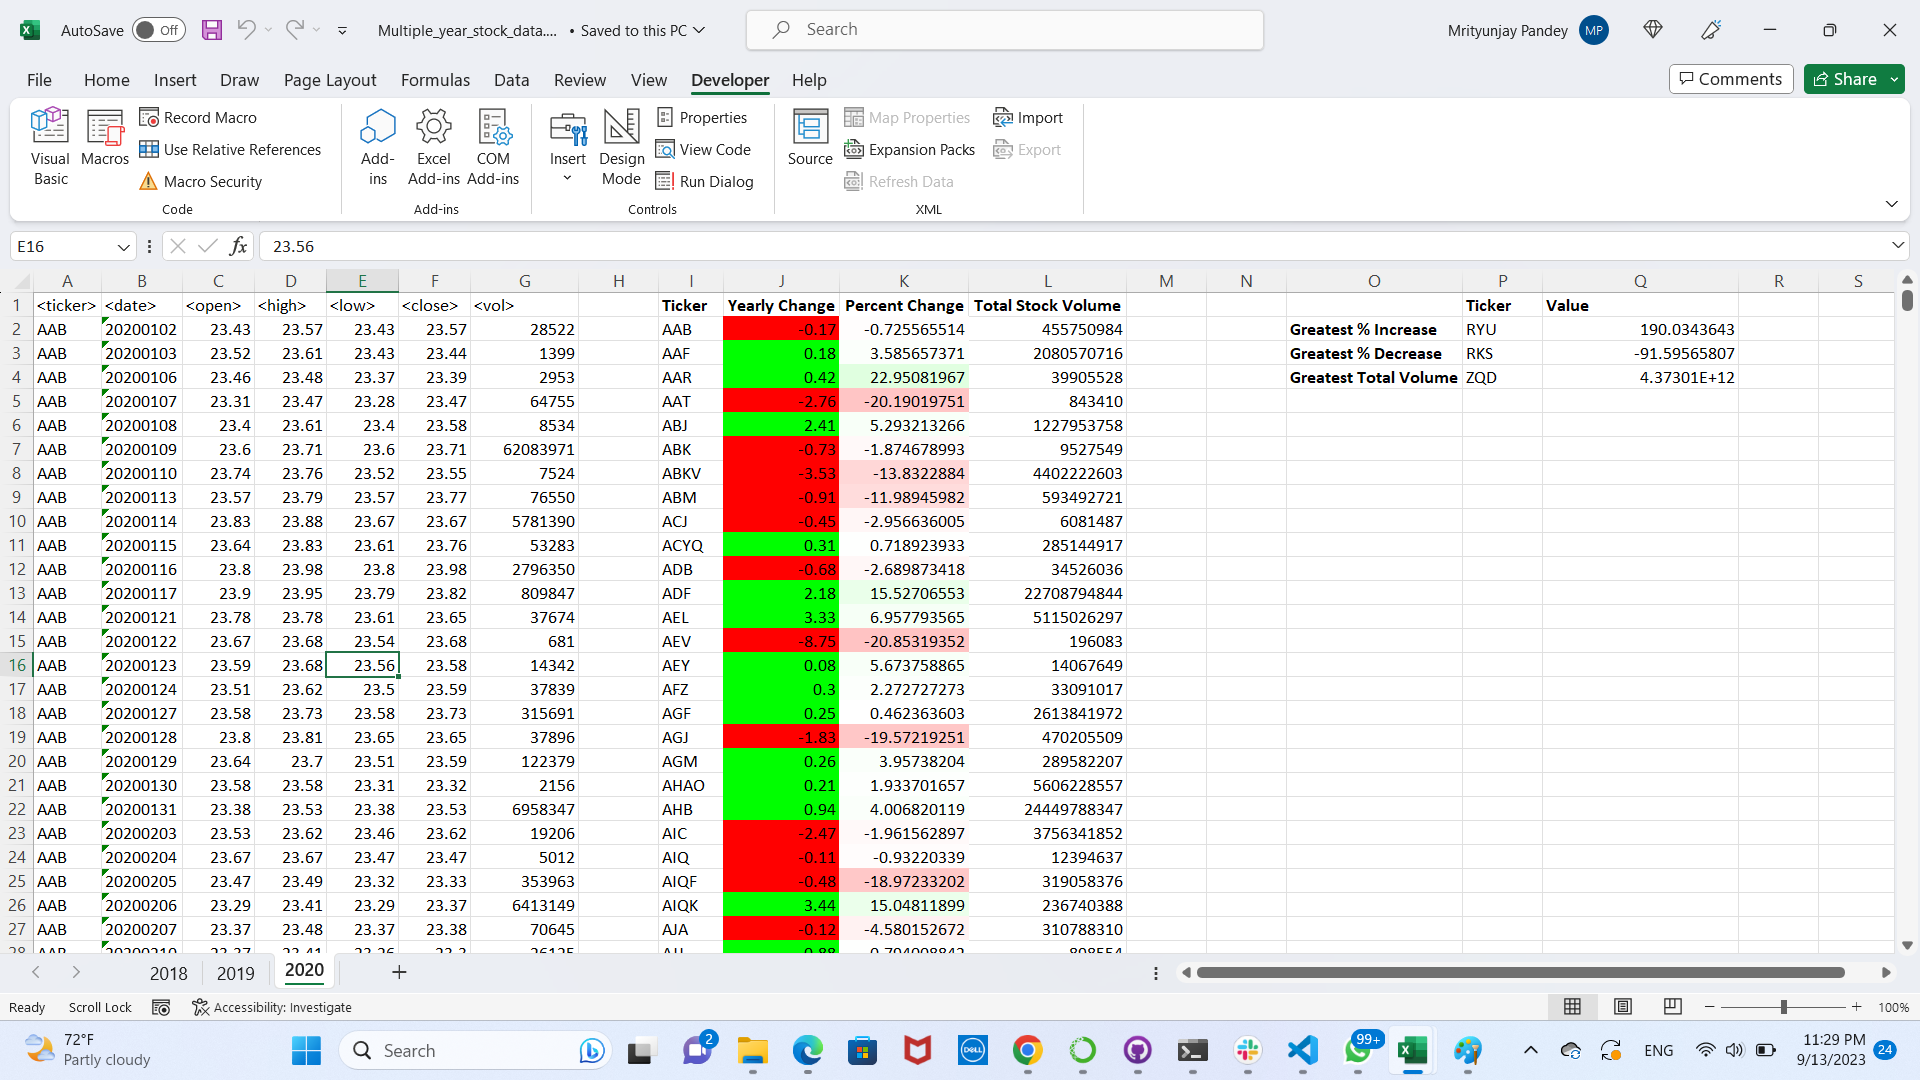 AutoSave Off Multiple_year_stock_data.... • Saved to this PC Search Mrityunjay Pandey MP
File Home Insert Draw Page Layout Formulas Data Review View Developer Help Comments Share
Visual Basic Macros Record Macro Use Relative References Macro Security Code
Add-ins Excel Add-ins COM Add-ins Add-ins
Insert Design Mode Properties View Code Run Dialog Controls
Source Map Properties Expansion Packs Refresh Data Import Export XML
E16 fx 23.56
A B C D E F G H I J K L M N O P Q R S
1 <ticker> <date> <open> <high> <low> <close> <vol> Ticker Yearly Change Percent Change Total Stock Volume Ticker Value
2 AAB 20200102 23.43 23.57 23.43 23.57 28522 AAB -0.17 -0.725565514 455750984 Greatest % Increase RYU 190.0343643
3 AAB 20200103 23.52 23.61 23.43 23.44 1399 AAF 0.18 3.585657371 2080570716 Greatest % Decrease RKS -91.59565807
4 AAB 20200106 23.46 23.48 23.37 23.39 2953 AAR 0.42 22.95081967 39905528 Greatest Total Volume ZQD 4.37301E+12
5 AAB 20200107 23.31 23.47 23.28 23.47 64755 AAT -2.76 -20.19019751 843410
6 AAB 20200108 23.4 23.61 23.4 23.58 8534 ABJ 2.41 5.293213266 1227953758
7 AAB 20200109 23.6 23.71 23.6 23.71 62083971 ABK -0.73 -1.874678993 9527549
8 AAB 20200110 23.74 23.76 23.52 23.55 7524 ABKV -3.53 -13.8322884 4402222603
9 AAB 20200113 23.57 23.79 23.57 23.77 76550 ABM -0.91 -11.98945982 593492721
10 AAB 20200114 23.83 23.88 23.67 23.67 5781390 ACJ -0.45 -2.956636005 6081487
11 AAB 20200115 23.64 23.83 23.61 23.76 53283 ACYQ 0.31 0.718923933 285144917
12 AAB 20200116 23.8 23.98 23.8 23.98 2796350 ADB -0.68 -2.689873418 34526036
13 AAB 20200117 23.9 23.95 23.79 23.82 809847 ADF 2.18 15.52706553 22708794844
14 AAB 20200121 23.78 23.78 23.61 23.65 37674 AEL 3.33 6.957793565 5115026297
15 AAB 20200122 23.67 23.68 23.54 23.68 681 AEV -8.75 -20.85319352 196083
16 AAB 20200123 23.59 23.68 23.56 23.58 14342 AEY 0.08 5.673758865 14067649
17 AAB 20200124 23.51 23.62 23.5 23.59 37839 AFZ 0.3 2.272727273 33091017
18 AAB 20200127 23.58 23.73 23.58 23.73 315691 AGF 0.25 0.462363603 2613841972
19 AAB 20200128 23.8 23.81 23.65 23.65 37896 AGJ -1.83 -19.57219251 470205509
20 AAB 20200129 23.64 23.7 23.51 23.59 122379 AGM 0.26 3.95738204 289582207
21 AAB 20200130 23.58 23.58 23.31 23.32 2156 AHAO 0.21 1.933701657 5606228557
22 AAB 20200131 23.38 23.53 23.38 23.53 6958347 AHB 0.94 4.006820119 24449788347
23 AAB 20200203 23.53 23.62 23.46 23.62 19206 AIC -2.47 -1.961562897 3756341852
24 AAB 20200204 23.67 23.67 23.47 23.47 5012 AIQ -0.11 -0.93220339 12394637
25 AAB 20200205 23.47 23.49 23.32 23.33 353963 AIQF -0.48 -18.97233202 319058376
26 AAB 20200206 23.29 23.41 23.29 23.37 6413149 AIQK 3.44 15.04811899 236740388
27 AAB 20200207 23.37 23.48 23.37 23.38 70645 AJA -0.12 -4.580152672 310788310
2018 2019 2020
Ready Scroll Lock Accessibility: Investigate 100%
72°F Partly cloudy Search 2 DELL 99+ ENG 11:29 PM 9/13/2023 24